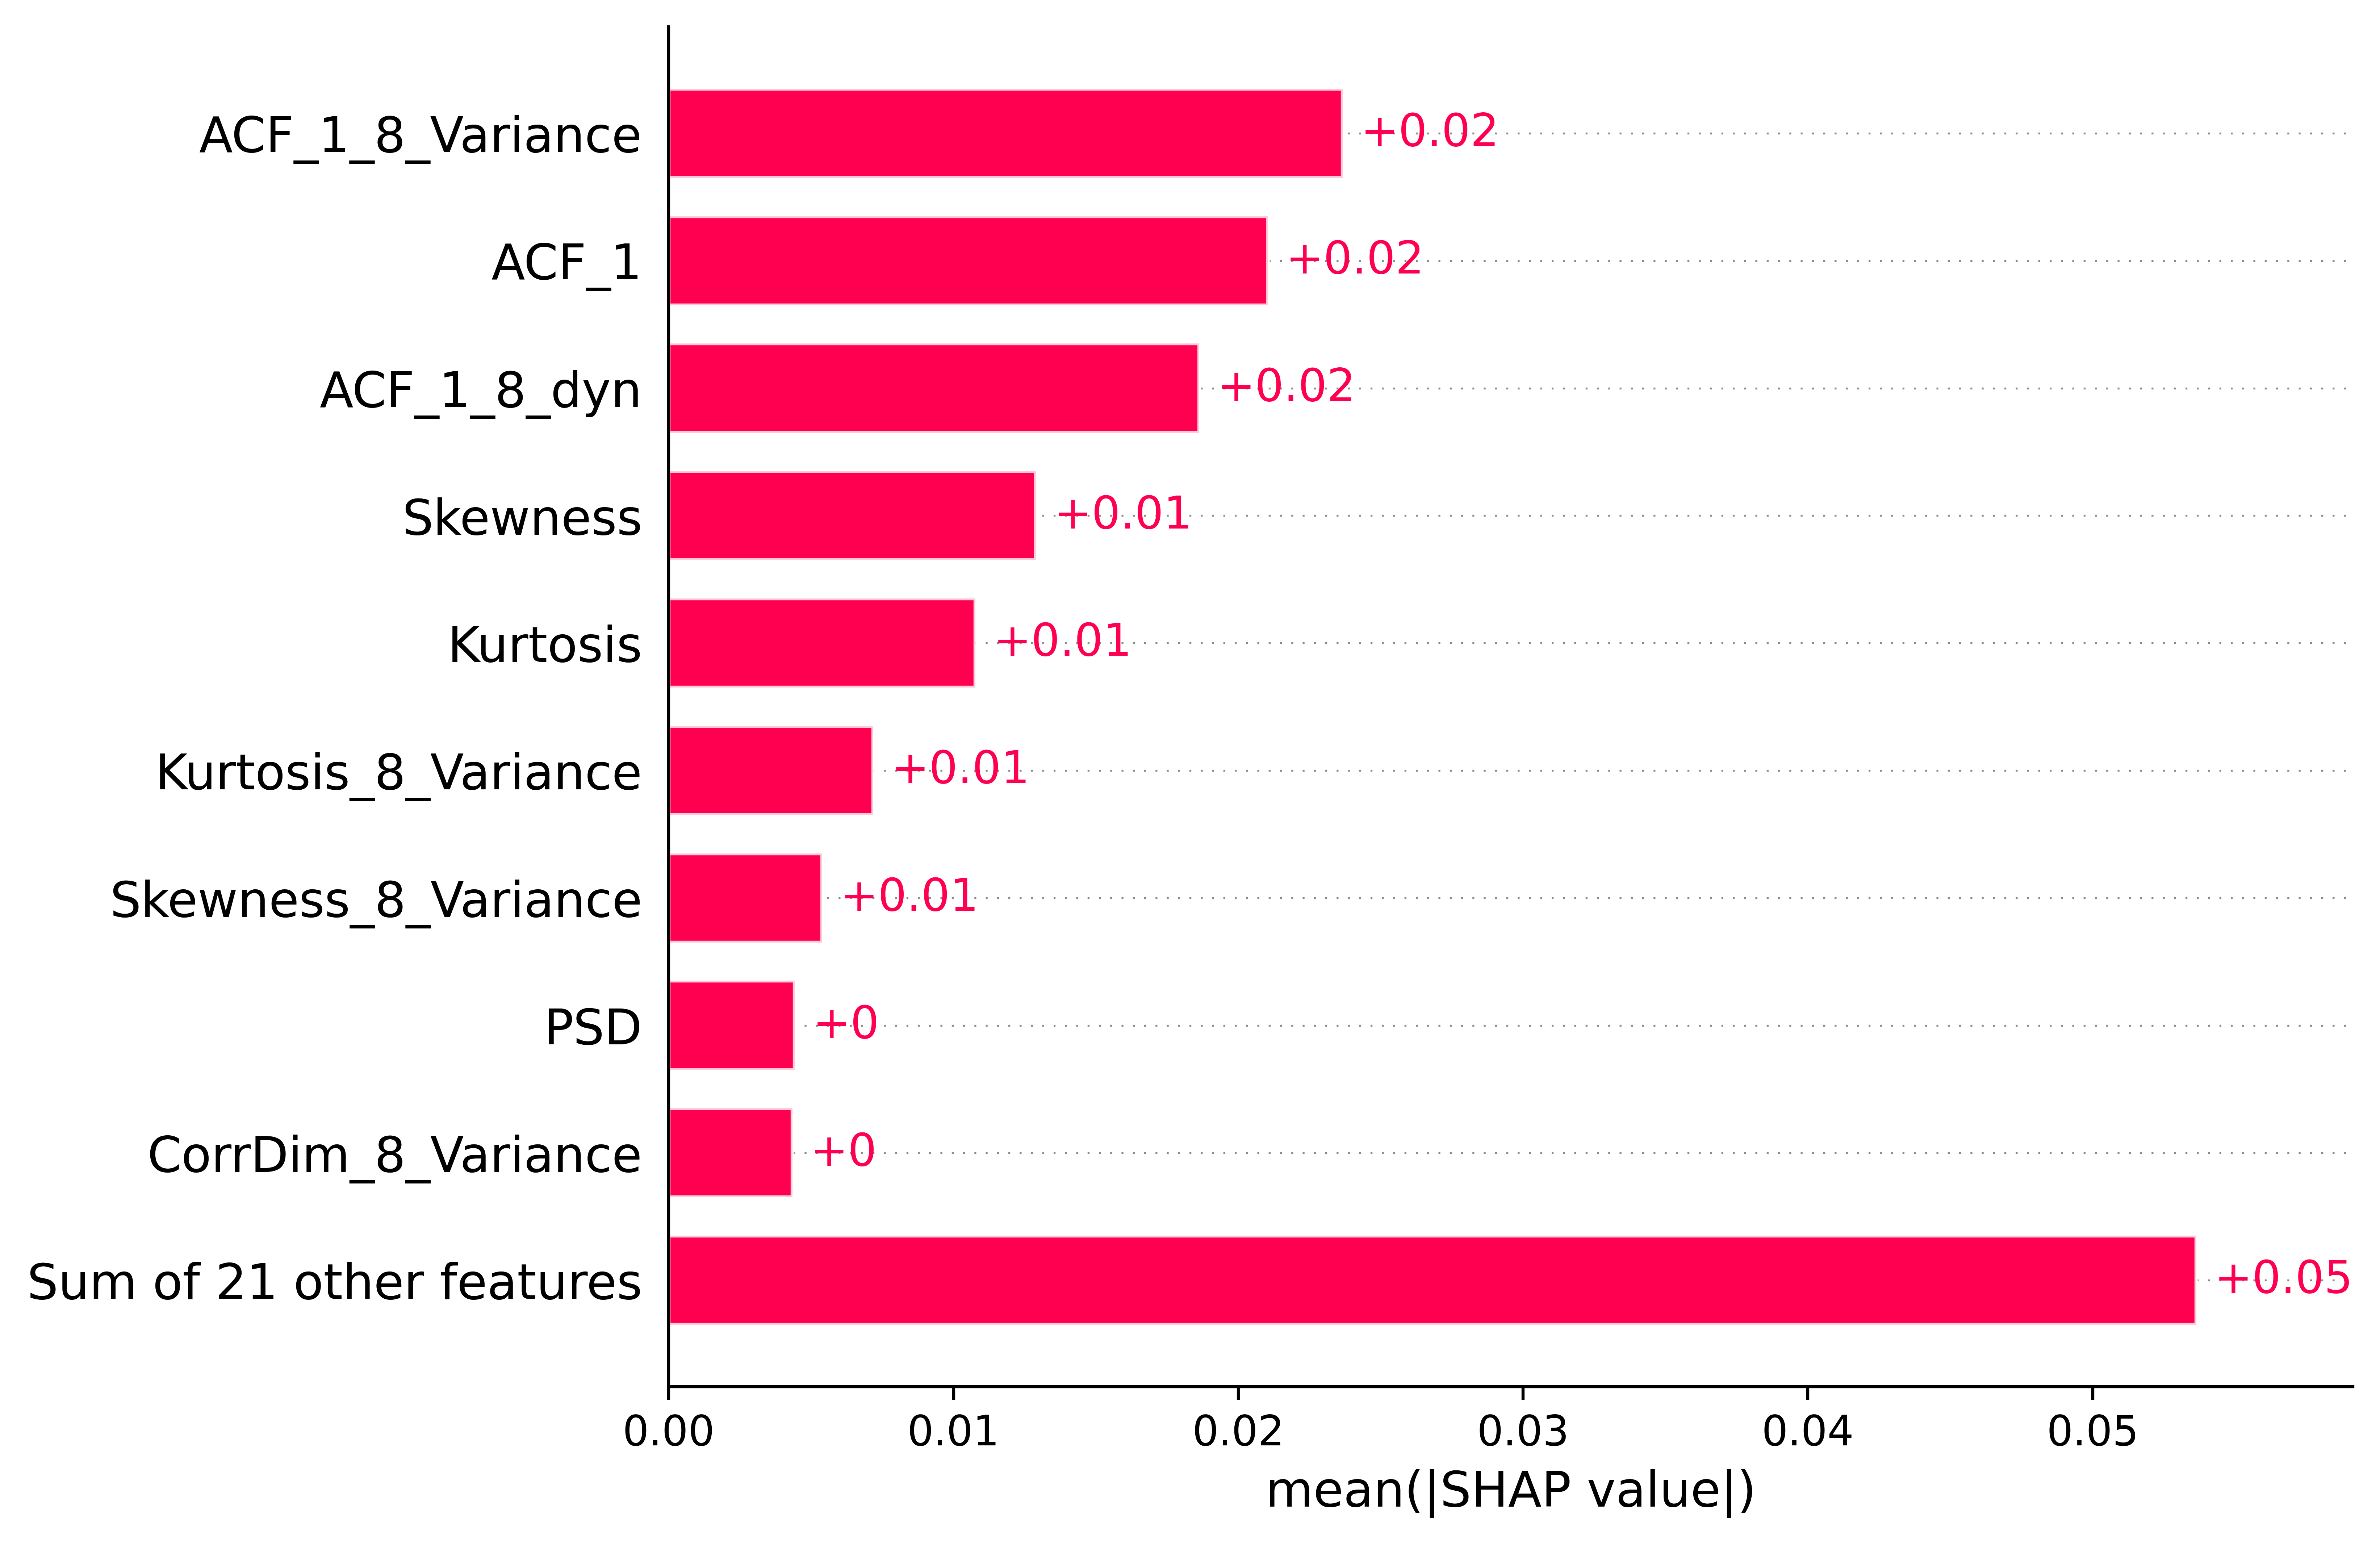 ACF_1_8_Variance +0.02
ACF_1 +0.02
ACF_1_8_dyn +0.02
Skewness +0.01
Kurtosis +0.01
Kurtosis_8_Variance +0.01
Skewness_8_Variance +0.01
PSD +0
CorrDim_8_Variance +0
Sum of 21 other features +0.05
0.00 0.01 0.02 0.03 0.04 0.05
mean(|SHAP value|)